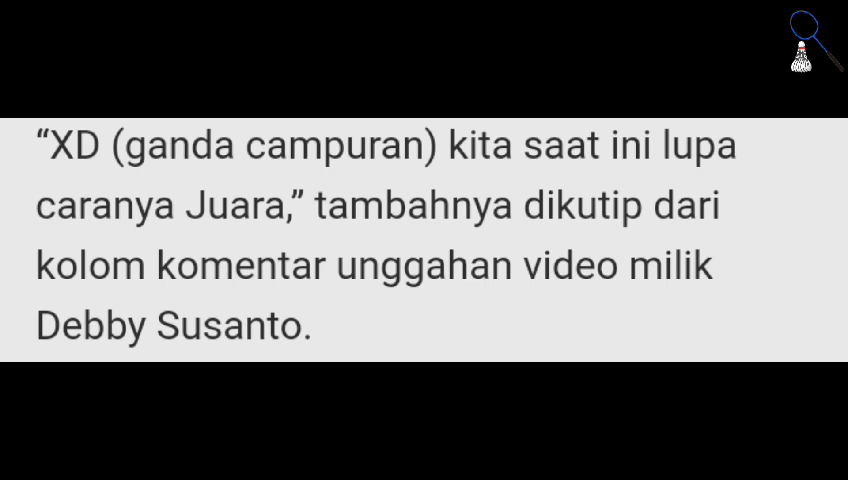 “XD (ganda campuran) kita saat ini lupa
caranya Juara,” tambahnya dikutip dari
kolom komentar unggahan video milik
Debby Susanto.